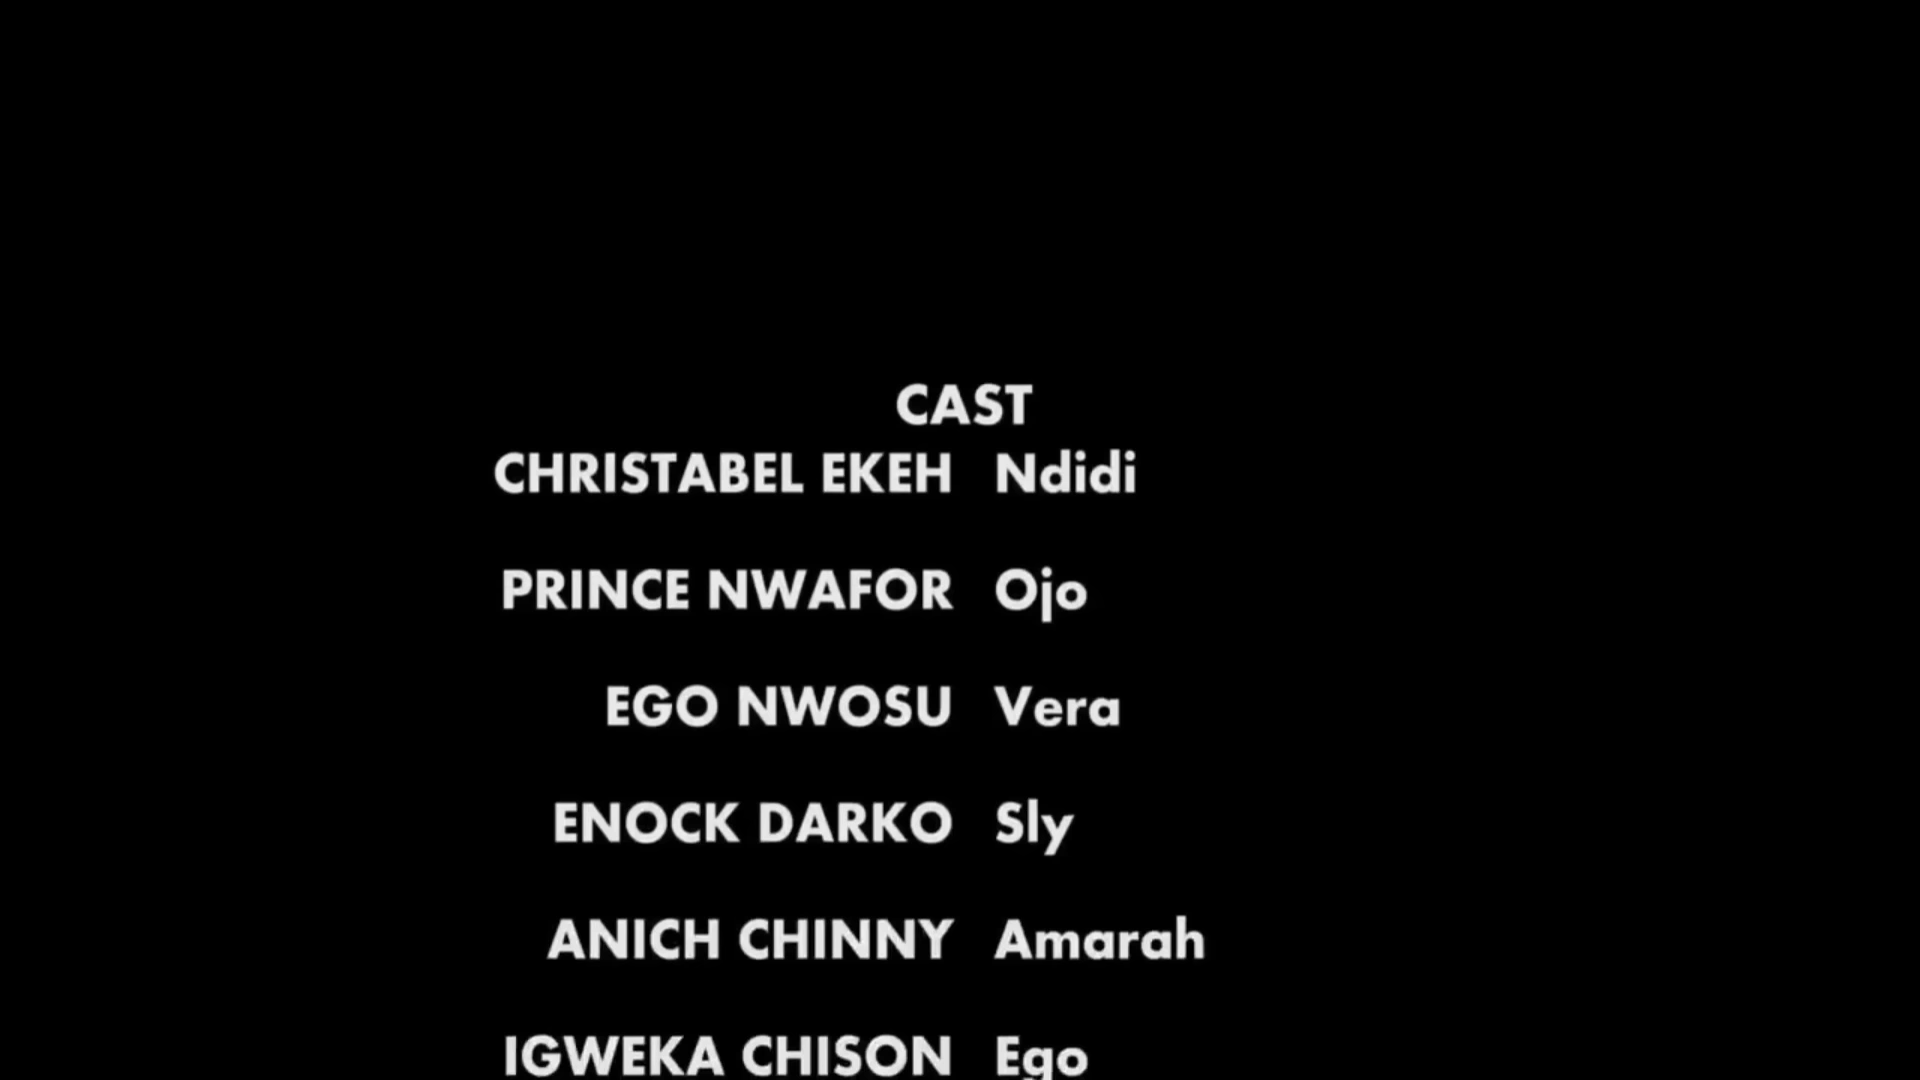 CAST
CHRISTABEL EKEH Ndidi
PRINCE NWAFOR Ojo
EGO NWOSU Vera
ENOCK DARKO Sly
ANICH CHINNY Amarah
IGWEKA CHISON Ego